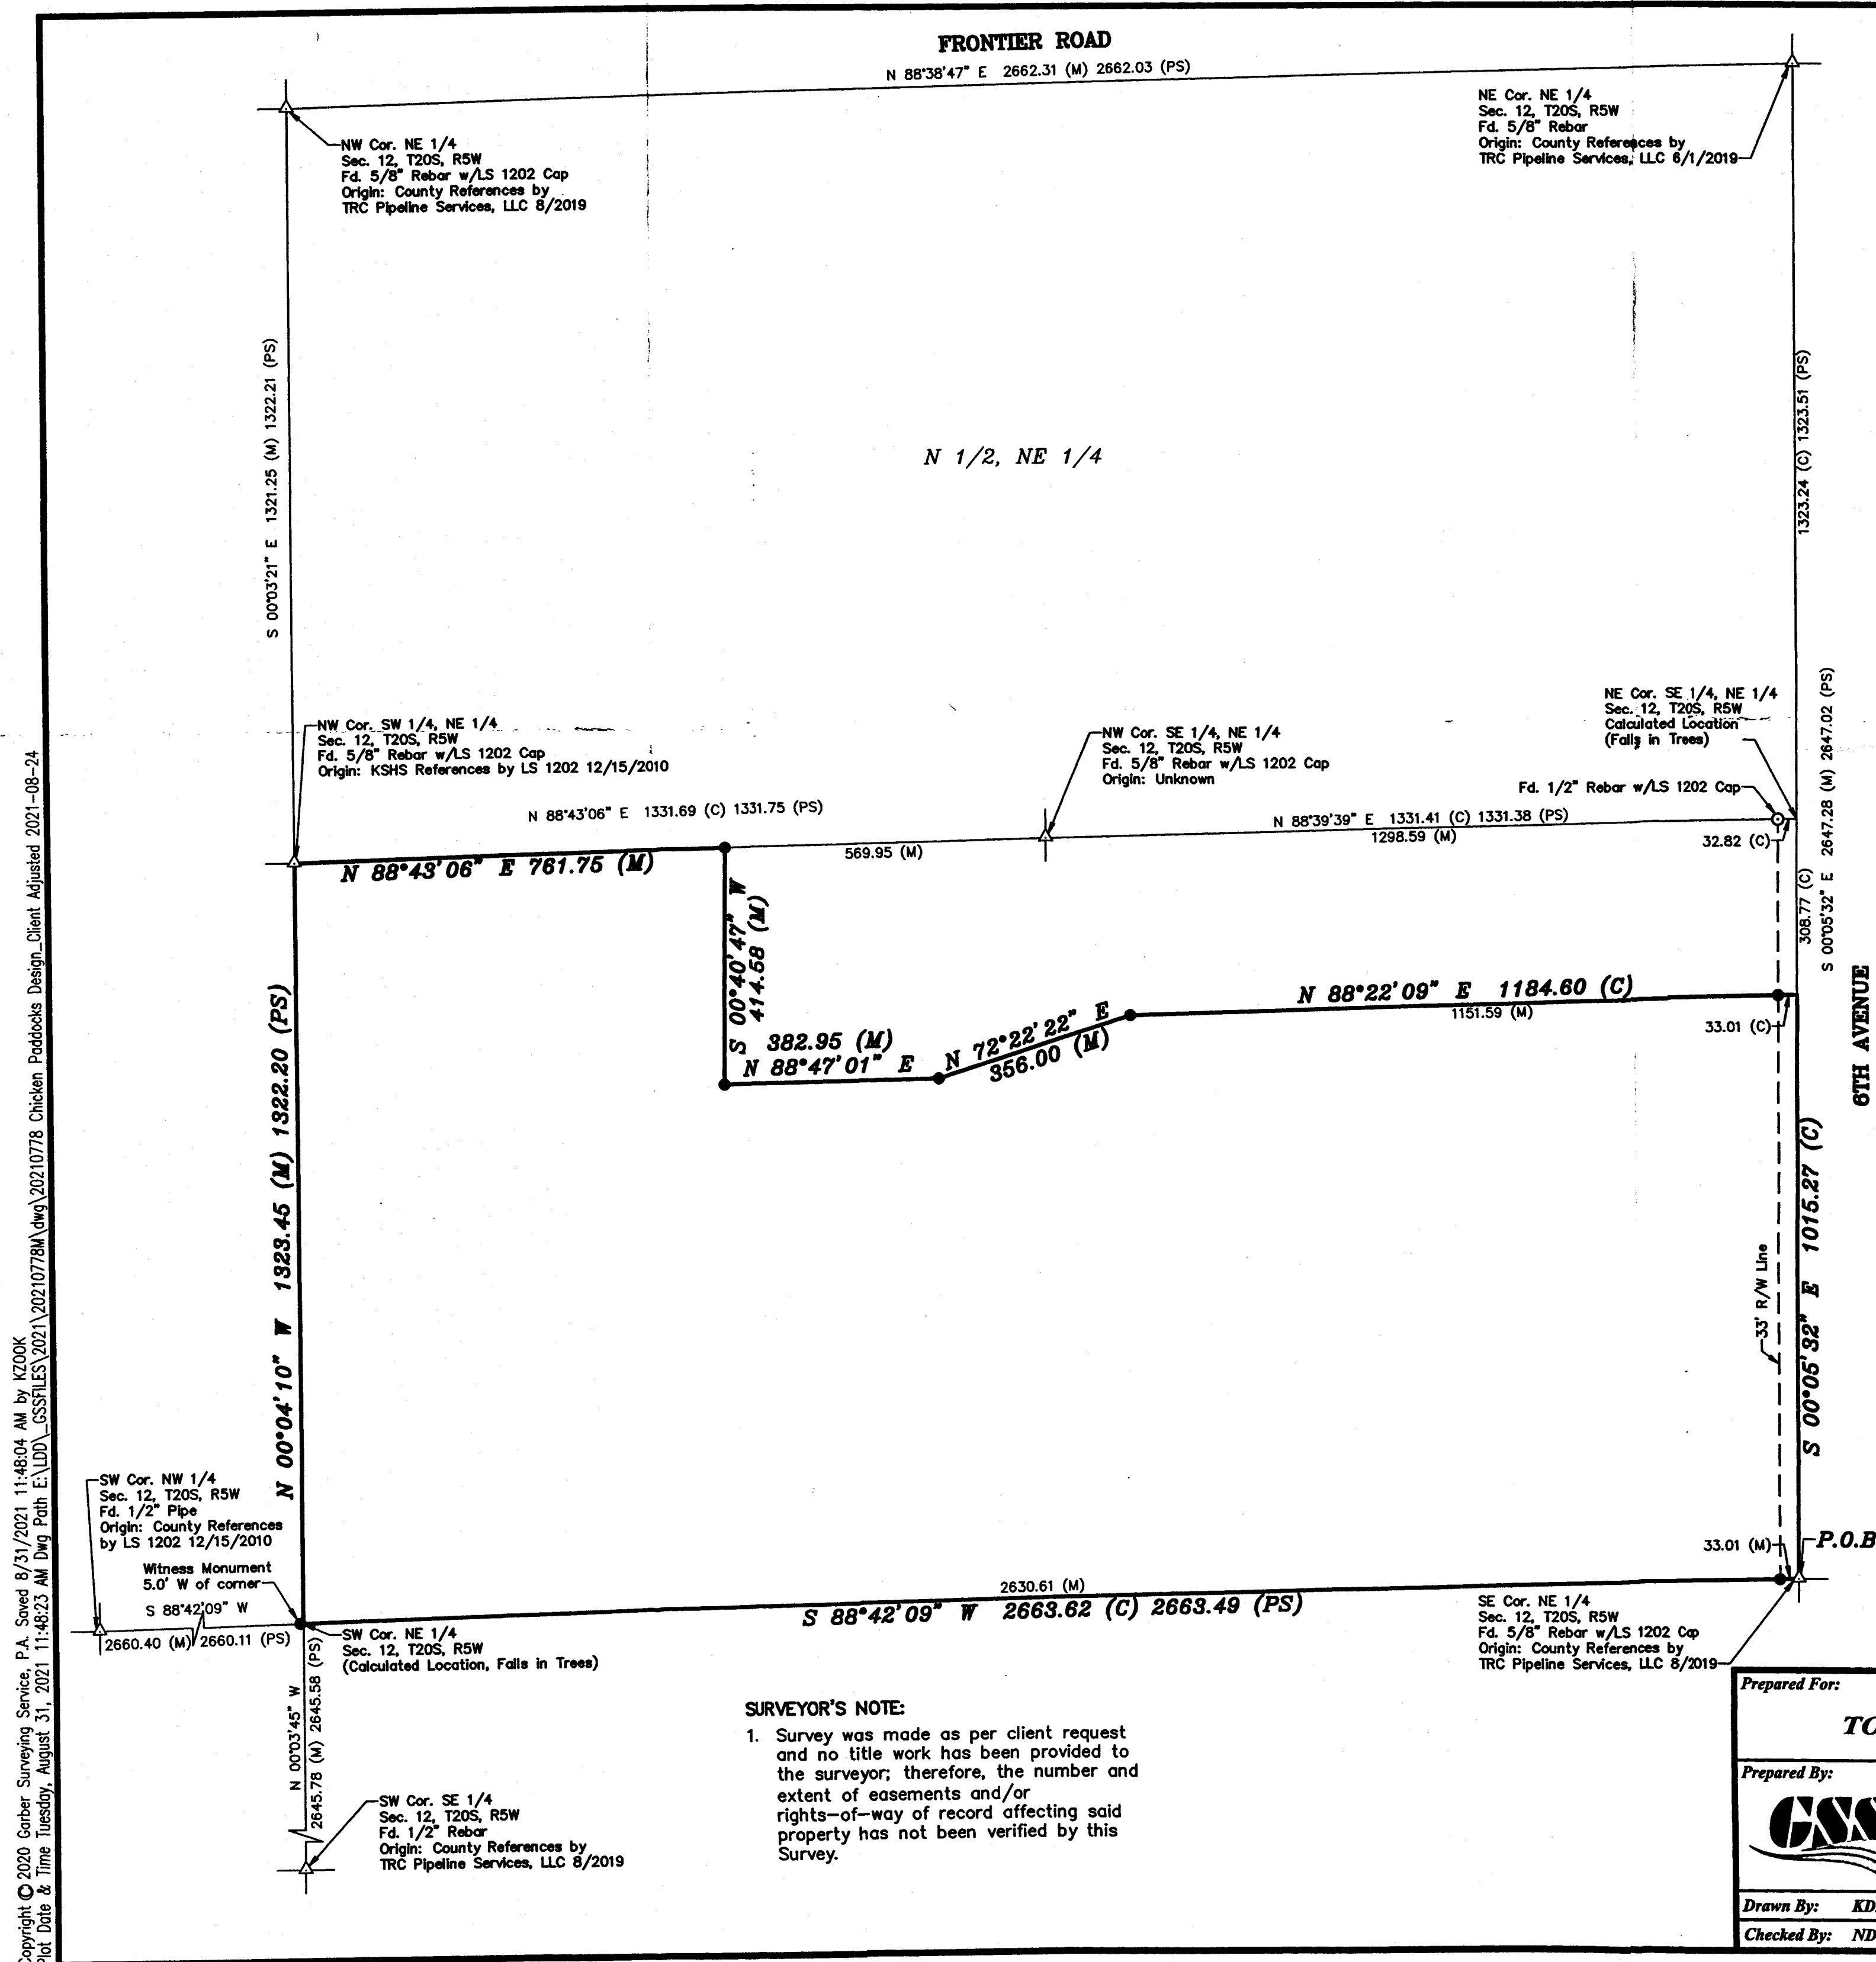 FRONTIER ROAD
N 88°38'47" E 2662.31 (M) 2662.03 (PS)
NW Cor. NE 1/4
Sec. 12, T20S, R5W
Fd. 5/8" Rebar w/LS 1202 Cap
Origin: County References by
TRC Pipeline Services, LLC 8/2019
NE Cor. NE 1/4
Sec. 12, T20S, R5W
Fd. 5/8" Rebar
Origin: County References by
TRC Pipeline Services, LLC 6/1/2019
S 00°03'21" E 1321.25 (M) 1322.21 (PS)
N 1/2, NE 1/4
1323.24 (C) 1323.51 (PS)
S 00°05'32" E 2647.28 (M) 2647.02 (PS)
NW Cor. SW 1/4, NE 1/4
Sec. 12, T20S, R5W
Fd. 5/8" Rebar w/LS 1202 Cap
Origin: KSHS References by LS 1202 12/15/2010
NW Cor. SE 1/4, NE 1/4
Sec. 12, T20S, R5W
Fd. 5/8" Rebar w/LS 1202 Cap
Origin: Unknown
NE Cor. SE 1/4, NE 1/4
Sec. 12, T20S, R5W
Calculated Location
(Falls in Trees)
Fd. 1/2" Rebar w/LS 1202 Cap
N 88°43'06" E 1331.69 (C) 1331.75 (PS)
N 88°39'39" E 1331.41 (C) 1331.38 (PS)
569.95 (M)
1298.59 (M)
32.82 (C)
N 88°43'06" E 761.75 (M)
S 00°40'47" W
414.58 (M)
308.77 (C)
6TH AVENUE
382.95 (M)
N 88°47'01" E
N 72°22'22" E
356.00 (M)
N 88°22'09" E 1184.60 (C)
1151.59 (M)
33.01 (C)
N 00°04'10" W 1323.45 (M) 1322.20 (PS)
S 00°05'32" E 1015.27 (C)
33' R/W Line
SW Cor. NW 1/4
Sec. 12, T20S, R5W
Fd. 1/2" Pipe
Origin: County References
by LS 1202 12/15/2010
Witness Monument
5.0' W of corner
S 88°42'09" W
2660.40 (M) 2660.11 (PS)
33.01 (M)
P.O.B
2630.61 (M)
S 88°42'09" W 2663.62 (C) 2663.49 (PS)
SW Cor. NE 1/4
Sec. 12, T20S, R5W
(Calculated Location, Falls in Trees)
SE Cor. NE 1/4
Sec. 12, T20S, R5W
Fd. 5/8" Rebar w/LS 1202 Cap
Origin: County References by
TRC Pipeline Services, LLC 8/2019
N 00°03'45" W
2645.78 (M) 2645.58 (PS)
SW Cor. SE 1/4
Sec. 12, T20S, R5W
Fd. 1/2" Rebar
Origin: County References by
TRC Pipeline Services, LLC 8/2019
SURVEYOR'S NOTE:
1. Survey was made as per client request
and no title work has been provided to
the surveyor; therefore, the number and
extent of easements and/or
rights-of-way of record affecting said
property has not been verified by this
Survey.
Prepared For:
TO
Prepared By:
GSS
Drawn By: KD
Checked By: ND
Copyright © 2020 Garber Surveying Service, P.A. Saved 8/31/2021 11:48:04 AM by KZOOK
Plot Date & Time Tuesday, August 31, 2021 11:48:23 AM Dwg Path E:\LDD\_GSSFILES\2021\20210778M\dwg\20210778 Chicken Paddocks Design_Client Adjusted 2021-08-24